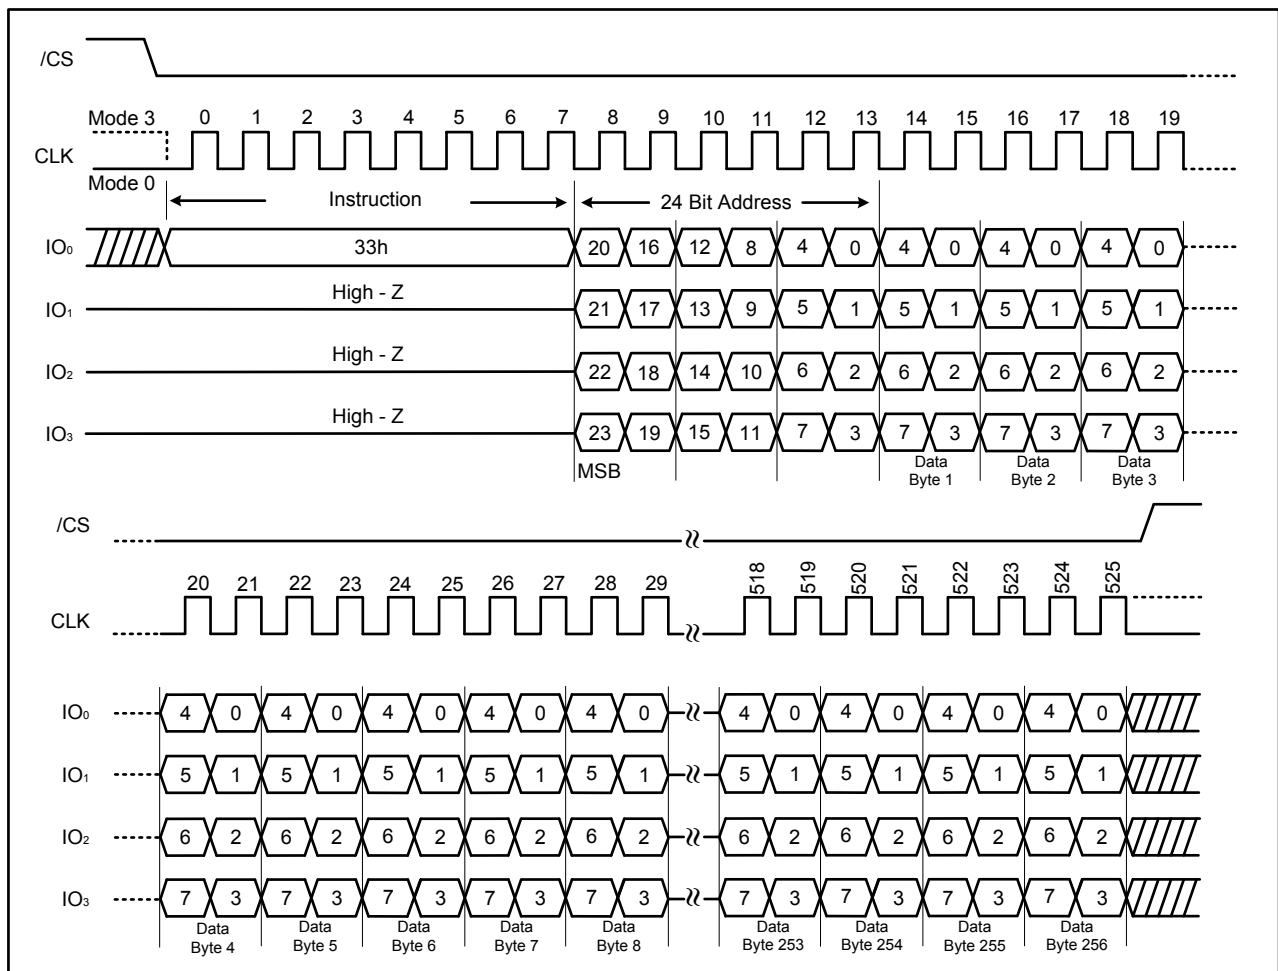 /CS
Mode 3 0 1 2 3 4 5 6 7 8 9 10 11 12 13 14 15 16 17 18 19
CLK
Mode 0
Instruction 24 Bit Address
IO0 33h 20 16 12 8 4 0 4 0 4 0 4 0
High - Z
IO1 21 17 13 9 5 1 5 1 5 1 5 1
High - Z
IO2 22 18 14 10 6 2 6 2 6 2 6 2
High - Z
IO3 23 19 15 11 7 3 7 3 7 3 7 3
MSB
Data Byte 1
Data Byte 2
Data Byte 3
/CS
20 21 22 23 24 25 26 27 28 29 518 519 520 521 522 523 524 525
CLK
IO0 4 0 4 0 4 0 4 0 4 0 4 0 4 0 4 0 4 0
IO1 5 1 5 1 5 1 5 1 5 1 5 1 5 1 5 1 5 1
IO2 6 2 6 2 6 2 6 2 6 2 6 2 6 2 6 2 6 2
IO3 7 3 7 3 7 3 7 3 7 3 7 3 7 3 7 3 7 3
Data Byte 4
Data Byte 5
Data Byte 6
Data Byte 7
Data Byte 8
Data Byte 253
Data Byte 254
Data Byte 255
Data Byte 256